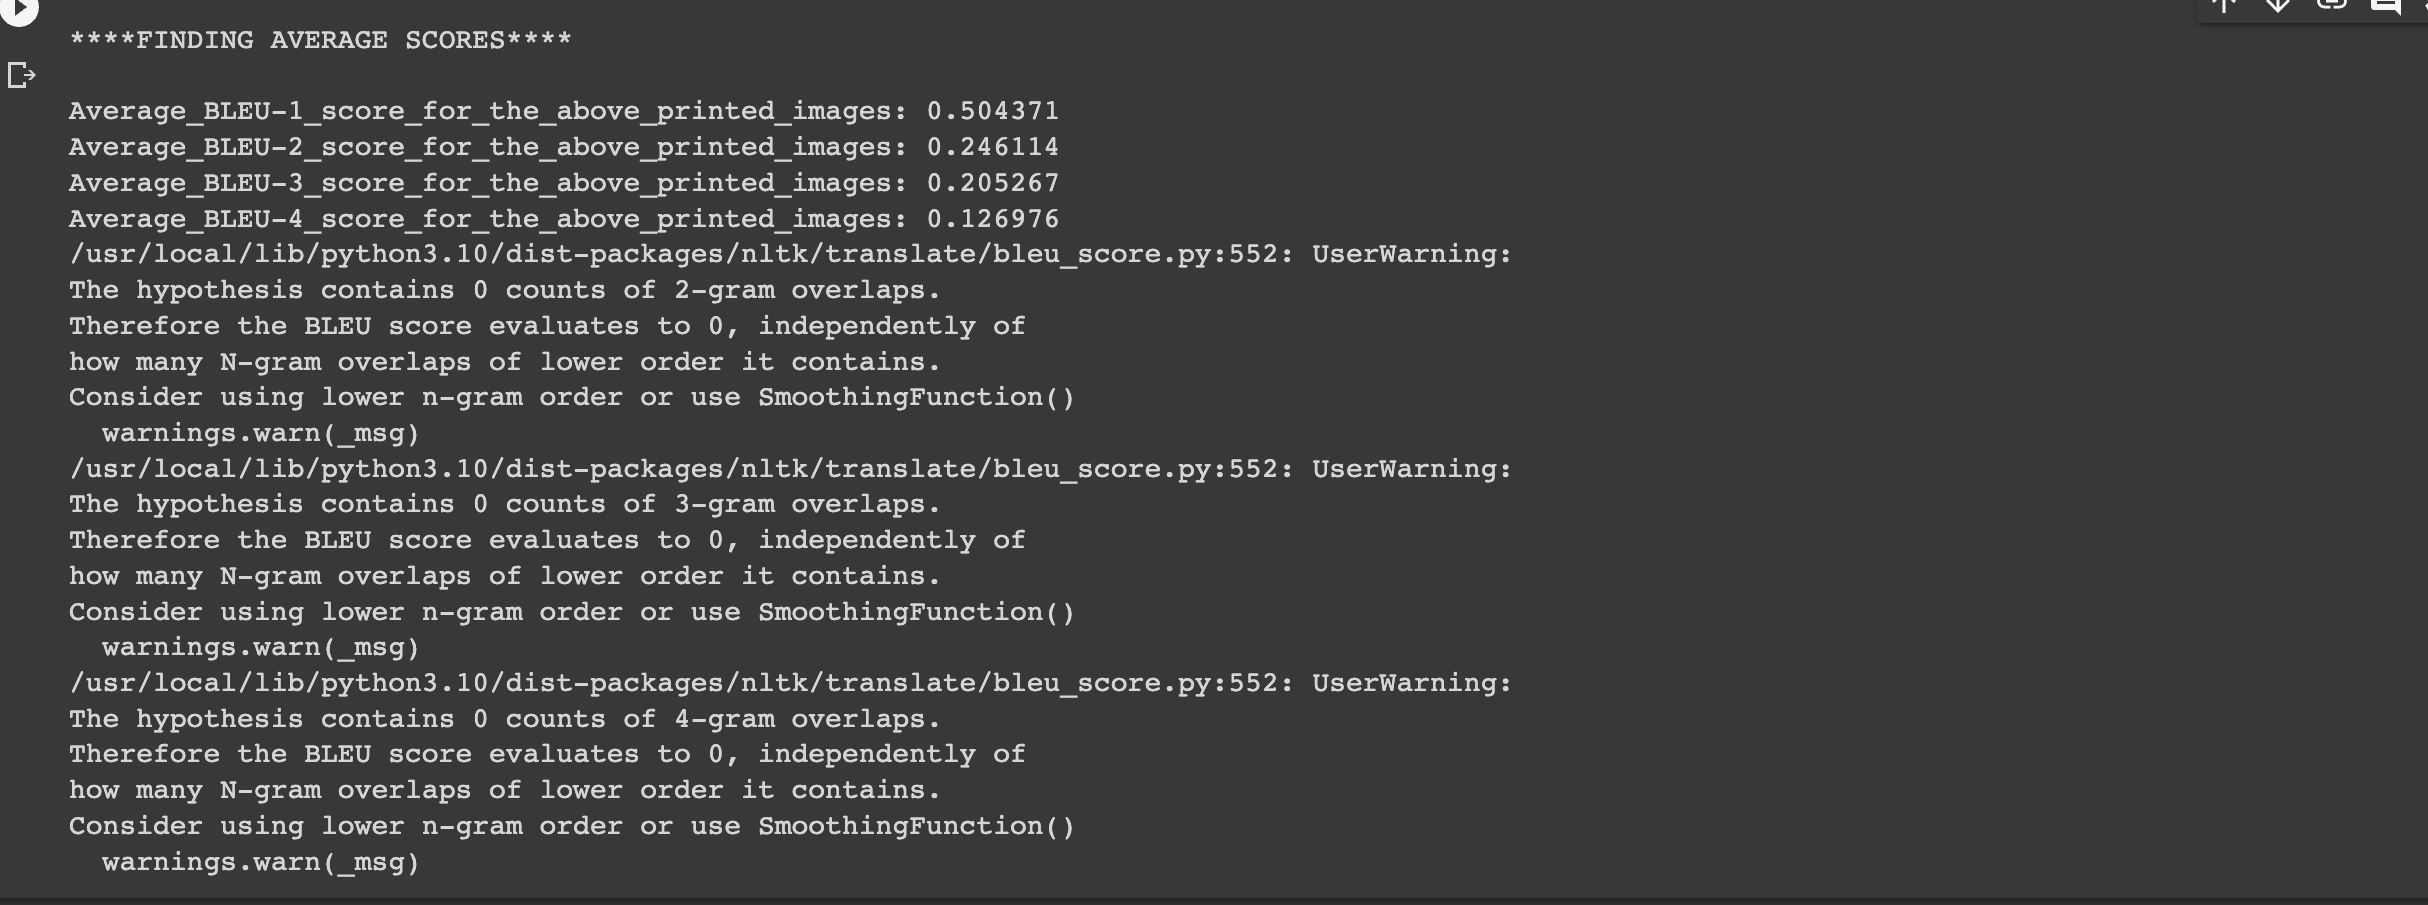 ****FINDING AVERAGE SCORES****
Average_BLEU-1_score_for_the_above_printed_images: 0.504371
Average_BLEU-2_score_for_the_above_printed_images: 0.246114
Average_BLEU-3_score_for_the_above_printed_images: 0.205267
Average_BLEU-4_score_for_the_above_printed_images: 0.126976
/usr/local/lib/python3.10/dist-packages/nltk/translate/bleu_score.py:552: UserWarning:
The hypothesis contains 0 counts of 2-gram overlaps.
Therefore the BLEU score evaluates to 0, independently of
how many N-gram overlaps of lower order it contains.
Consider using lower n-gram order or use SmoothingFunction()
  warnings.warn(_msg)
/usr/local/lib/python3.10/dist-packages/nltk/translate/bleu_score.py:552: UserWarning:
The hypothesis contains 0 counts of 3-gram overlaps.
Therefore the BLEU score evaluates to 0, independently of
how many N-gram overlaps of lower order it contains.
Consider using lower n-gram order or use SmoothingFunction()
  warnings.warn(_msg)
/usr/local/lib/python3.10/dist-packages/nltk/translate/bleu_score.py:552: UserWarning:
The hypothesis contains 0 counts of 4-gram overlaps.
Therefore the BLEU score evaluates to 0, independently of
how many N-gram overlaps of lower order it contains.
Consider using lower n-gram order or use SmoothingFunction()
  warnings.warn(_msg)